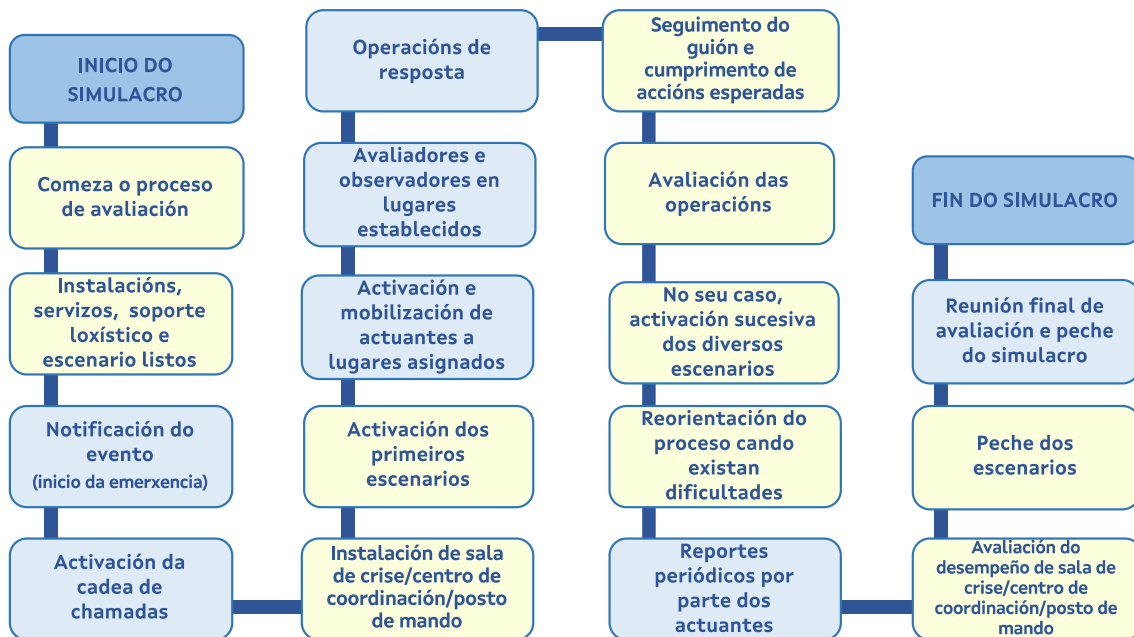 INICIO DO
SIMULACRO
Comeza o proceso
de avaliación
Instalacións,
servizos, soporte
loxístico e
escenario listos
Notificación do
evento
(inicio da emerxencia)
Activación da
cadea de
chamadas
Instalación de sala
de crise/centro de
coordinación/posto
de mando
Activación dos
primeiros
escenarios
Activación e
mobilización de
actuantes a
lugares asignados
Avaliadores e
observadores en
lugares
establecidos
Operacións de
resposta
Seguimento do
guión e
cumprimento de
accións esperadas
Avaliación das
operacións
No seu caso,
activación sucesiva
dos diversos
escenarios
Reorientación do
proceso cando
existan
dificultades
Reportes
periódicos por
parte dos
actuantes
Avaliación do
desempeño de sala de
crise/centro de
coordinación/posto de
mando
Peche dos
escenarios
Reunión final de
avaliación e peche
do simulacro
FIN DO SIMULACRO